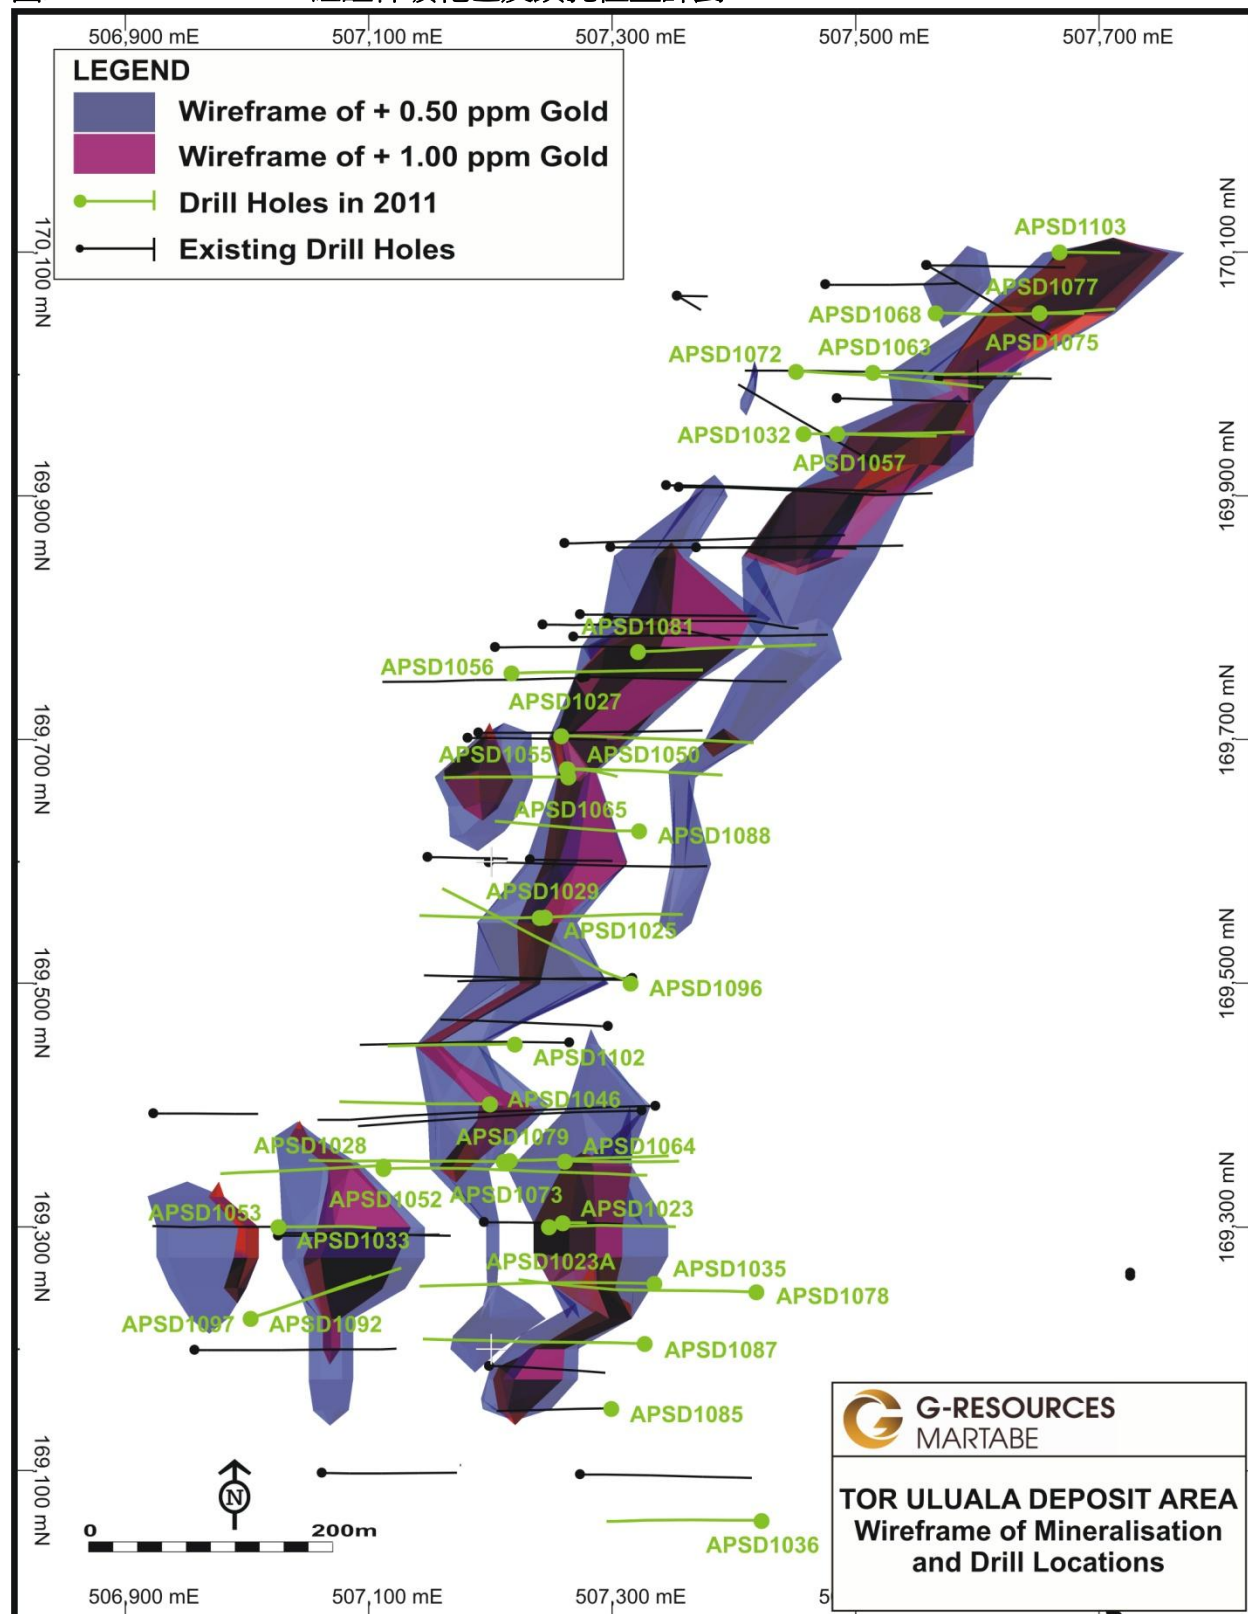 506,900 mE
507,100 mE
507,300 mE
507,500 mE
507,700 mE
LEGEND
Wireframe of + 0.50 ppm Gold
Wireframe of + 1.00 ppm Gold
Drill Holes in 2011
Existing Drill Holes
170,100 mN
170,100 mN
APSD1103
APSD1077
APSD1068
APSD1063
APSD1075
APSD1072
APSD1032
APSD1057
169,900 mN
169,900 mN
APSD1081
APSD1056
APSD1027
169,700 mN
169,700 mN
APSD1055
APSD1050
APSD1065
APSD1088
APSD1029
APSD1025
169,500 mN
169,500 mN
APSD1096
APSD1102
APSD1046
APSD1028
APSD1079
APSD1064
APSD1052
APSD1073
APSD1053
APSD1033
APSD1023
169,300 mN
169,300 mN
APSD1023A
APSD1035
APSD1078
APSD1097
APSD1092
APSD1087
APSD1085
169,100 mN
N
0
200m
APSD1036
G-RESOURCES
MARTABE
TOR ULUALA DEPOSIT AREA
Wireframe of Mineralisation
and Drill Locations
506,900 mE
507,100 mE
507,300 mE